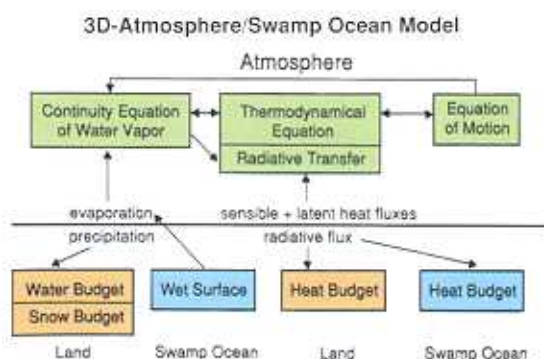 3D-Atmosphere/Swamp Ocean Model
Atmosphere
Continuity Equation
of Water Vapor
Thermodynamical
Equation
Radiative Transfer
Equation
of Motion
evaporation
sensible + latent heat fluxes
precipitation
radiative flux
Water Budget
Snow Budget
Wet Surface
Heat Budget
Heat Budget
Land
Swamp Ocean
Land
Swamp Ocean